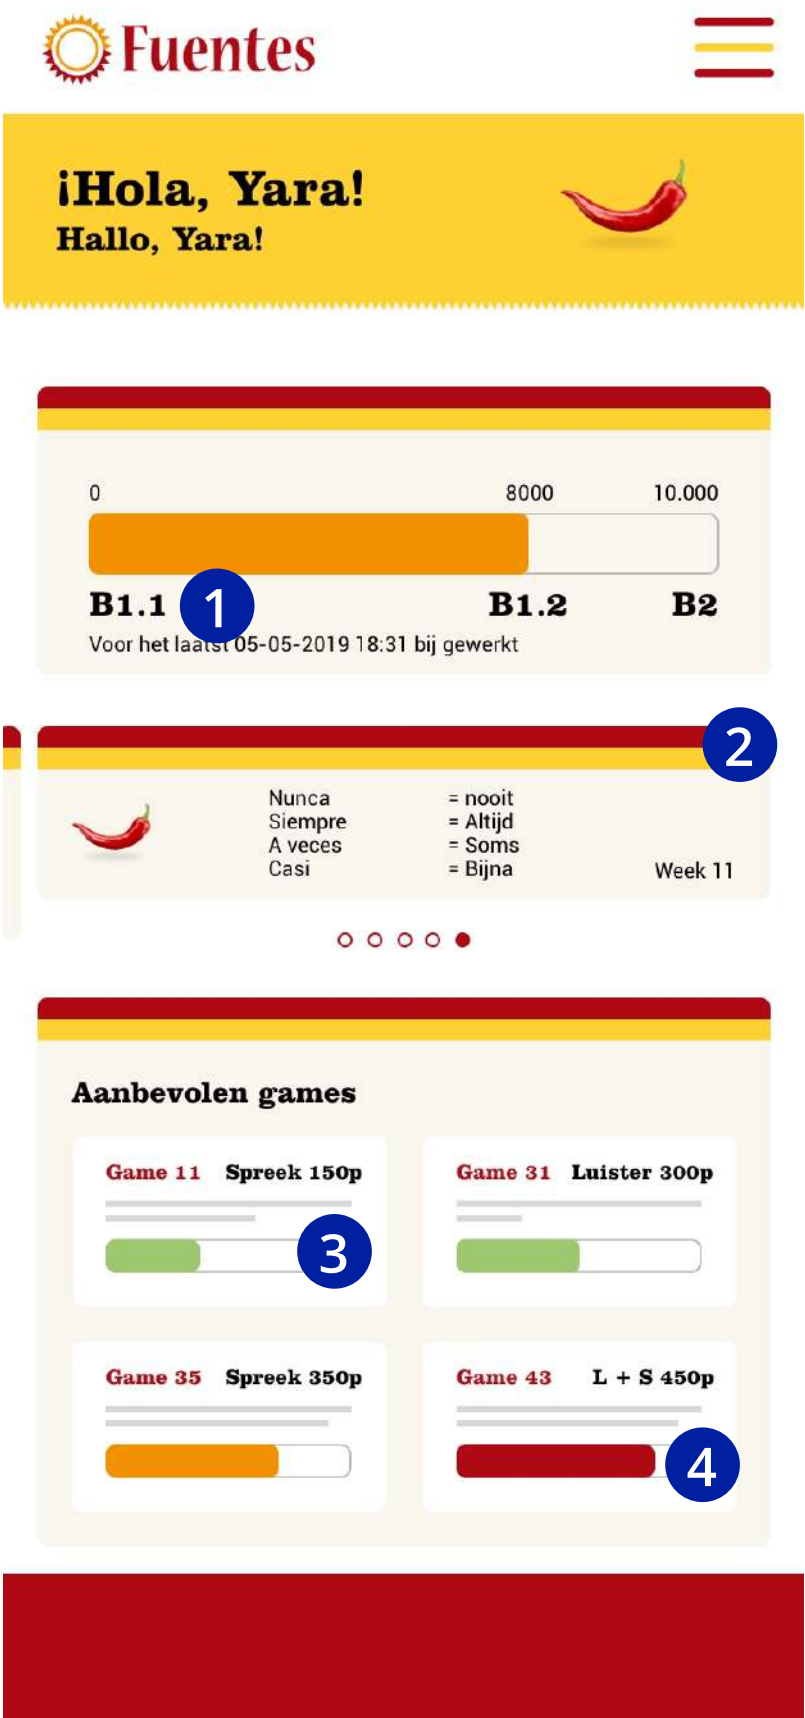 Fuentes
¡Hola, Yara!
Hallo, Yara!
0 8000 10.000
B1.1 1 B1.2 B2
Voor het laatst 05-05-2019 18:31 bij gewerkt
2
Nunca = nooit
Siempre = Altijd
A veces = Soms
Casi = Bijna
Week 11
Aanbevolen games
Game 11 Spreek 150p
3
Game 31 Luister 300p
Game 35 Spreek 350p
Game 43 L + S 450p
4